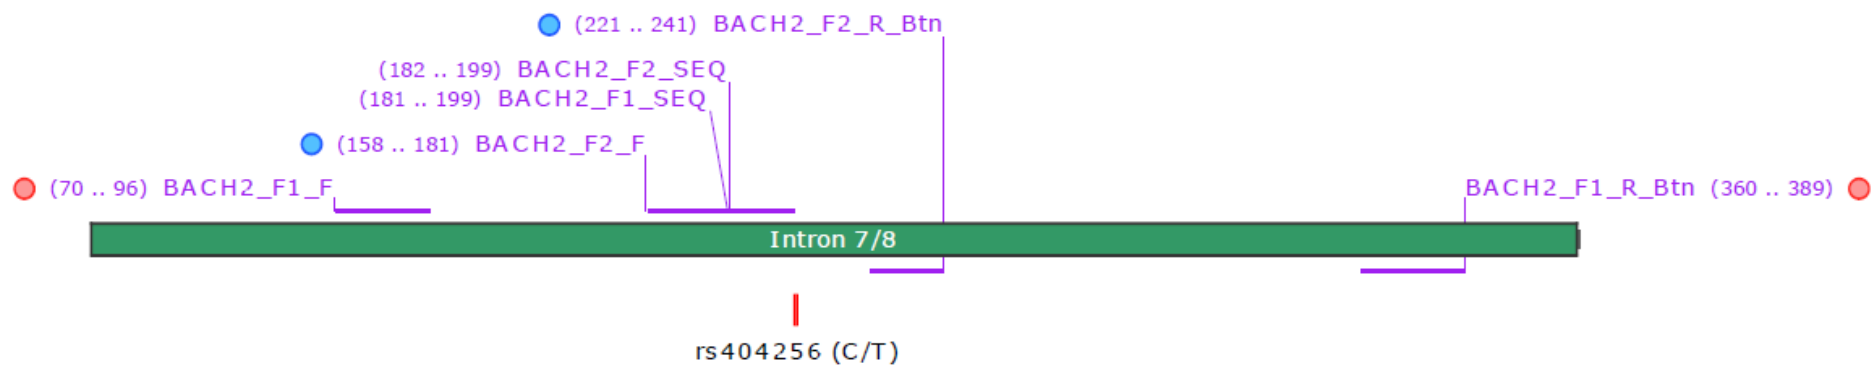 (221 .. 241) BACH2_F2_R_Btn
(182 .. 199) BACH2_F2_SEQ
(181 .. 199) BACH2_F1_SEQ
(158 .. 181) BACH2_F2_F
(70 .. 96) BACH2_F1_F
BACH2_F1_R_Btn (360 .. 389)
Intron 7/8
rs404256 (C/T)